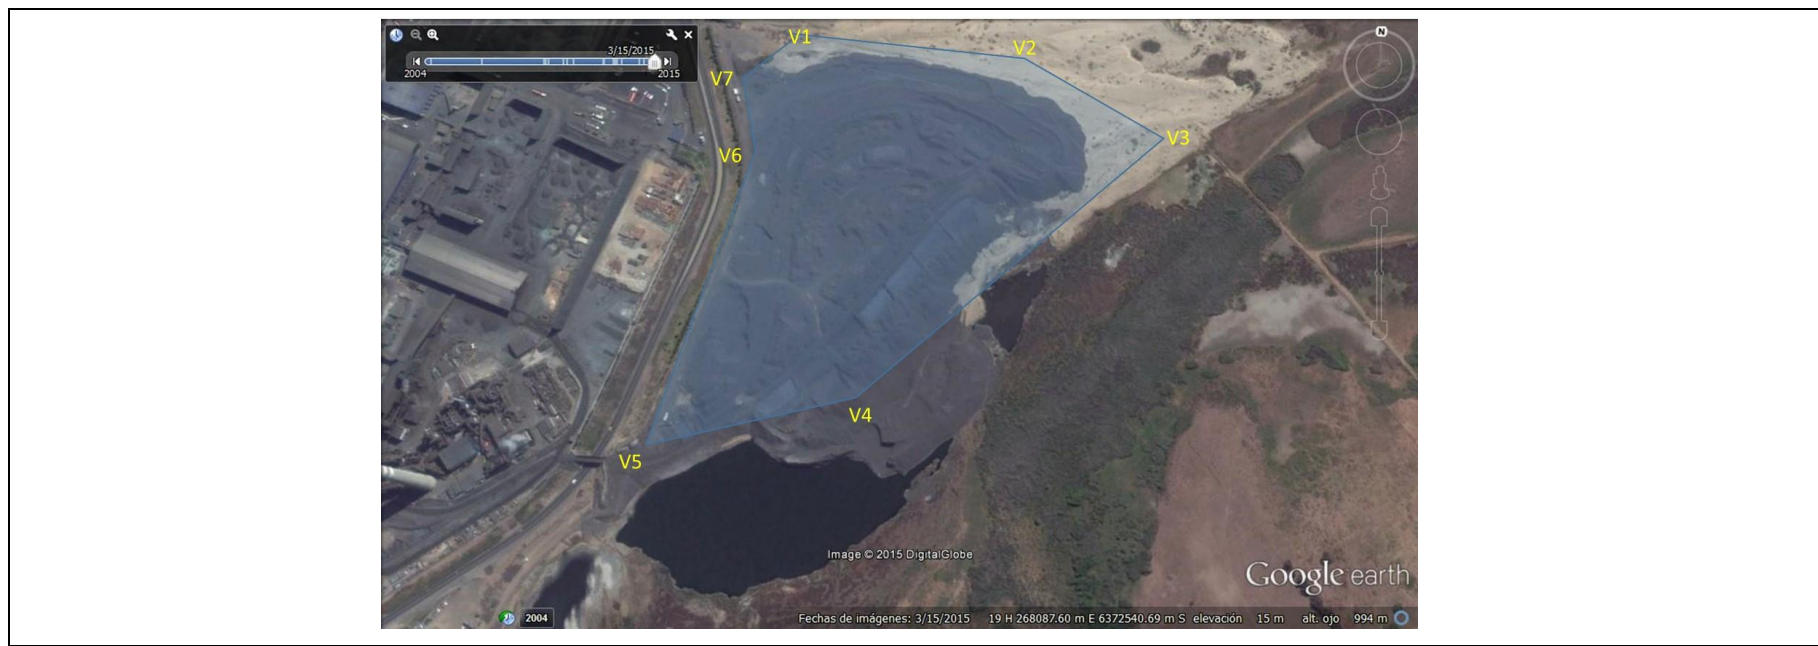 3/15/2015
2004
2015
N
V1
V2
V7
V3
V6
V4
V5
Image © 2015 DigitalGlobe
Google earth
2004
Fechas de imágenes: 3/15/2015 19 H 268087.60 m E 6372540.69 m S elevación 15 m alt. ojo 994 m